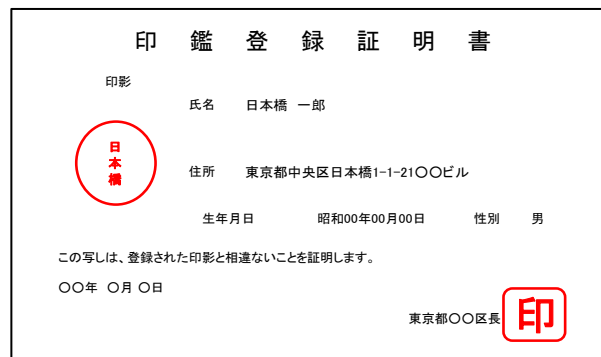 印鑑登録証明書
印影
氏名 日本橋 一郎
日本橋
住所 東京都中央区日本橋1-1-21〇〇ビル
生年月日 昭和00年00月00日 性別 男
この写しは、登録された印影と相違ないことを証明します。
〇〇年 〇月 〇日
東京都〇〇区長 印